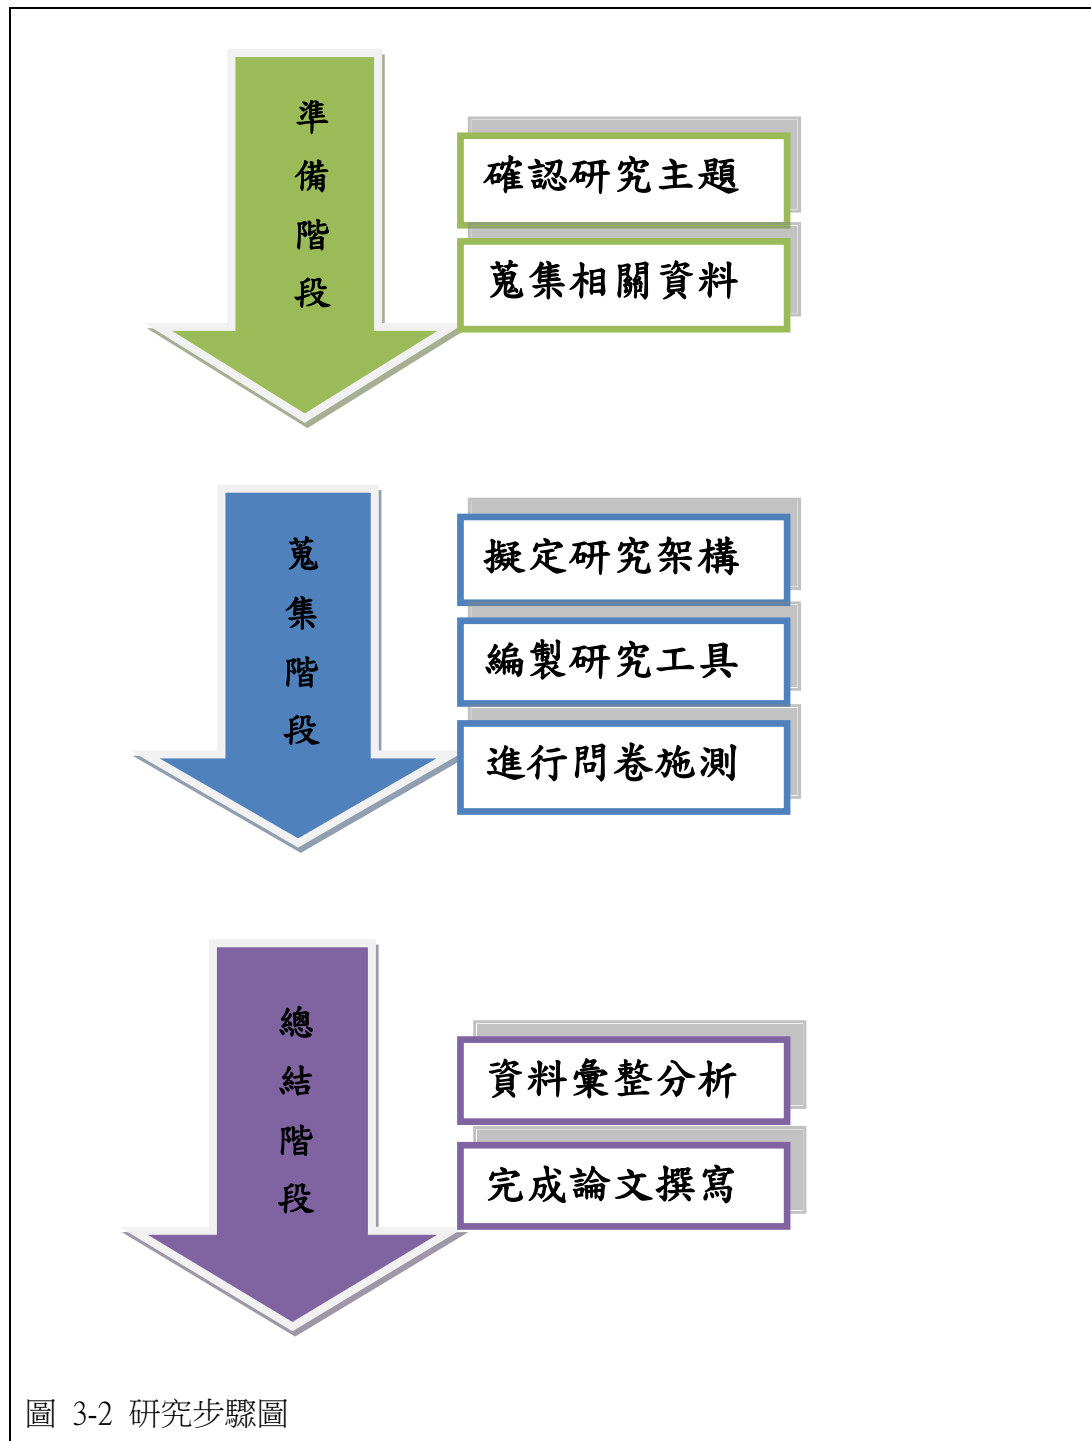 準備階段
確認研究主題
蒐集相關資料
蒐集階段
擬定研究架構
編製研究工具
進行問卷施測
總結階段
資料彙整分析
完成論文撰寫
圖 3-2 研究步驟圖